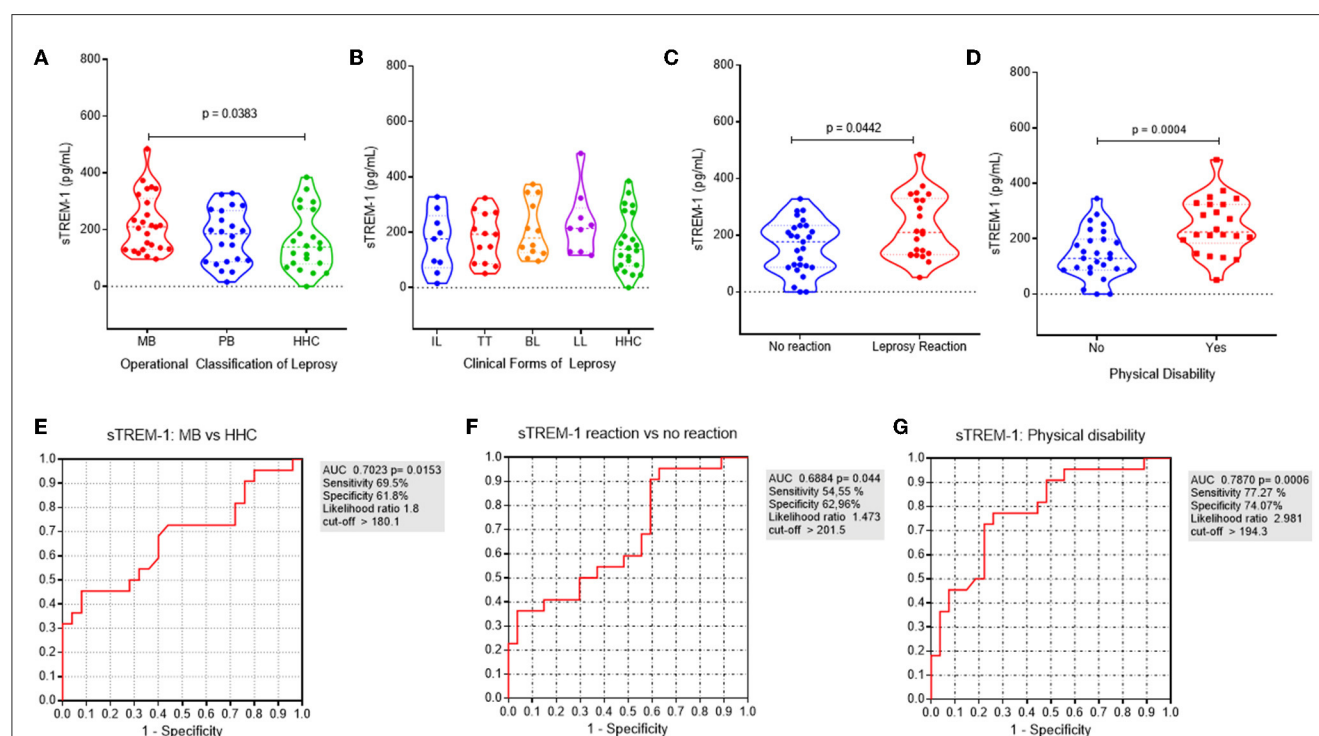 A
B
C
D
800
600
400
200
0
sTREM-1 (pg/mL)
p = 0.0383
MB PB HHC
Operational Classification of Leprosy
800
600
400
200
0
sTREM-1 (pg/mL)
IL TT BL LL HHC
Clinical Forms of Leprosy
800
600
400
200
0
sTREM-1 (pg/mL)
p = 0.0442
No reaction Leprosy Reaction
800
600
400
200
0
sTREM-1 (pg/mL)
p = 0.0004
No Yes
Physical Disability
E
sTREM-1: MB vs HHC
1.0
0.9
0.8
0.7
0.6
0.5
0.4
0.3
0.2
0.1
0.0
0.0 0.1 0.2 0.3 0.4 0.5 0.6 0.7 0.8 0.9 1.0
1 - Specificity
AUC 0.7023 p= 0.0153
Sensitivity 69.5%
Specificity 61.8%
Likelihood ratio 1.8
cut-off > 180.1
F
sTREM-1 reaction vs no reaction
1.0
0.9
0.8
0.7
0.6
0.5
0.4
0.3
0.2
0.1
0.0
0.0 0.1 0.2 0.3 0.4 0.5 0.6 0.7 0.8 0.9 1.0
1 - Specificity
AUC 0.6884 p= 0.044
Sensitivity 54,55 %
Specificity 62,96%
Likelihood ratio 1.473
cut-off > 201.5
G
sTREM-1: Physical disability
1.0
0.9
0.8
0.7
0.6
0.5
0.4
0.3
0.2
0.1
0.0
0.0 0.1 0.2 0.3 0.4 0.5 0.6 0.7 0.8 0.9 1.0
1 - Specificity
AUC 0.7870 p= 0.0006
Sensitivity 77.27 %
Specificity 74.07%
Likelihood ratio 2.981
cut-off > 194.3